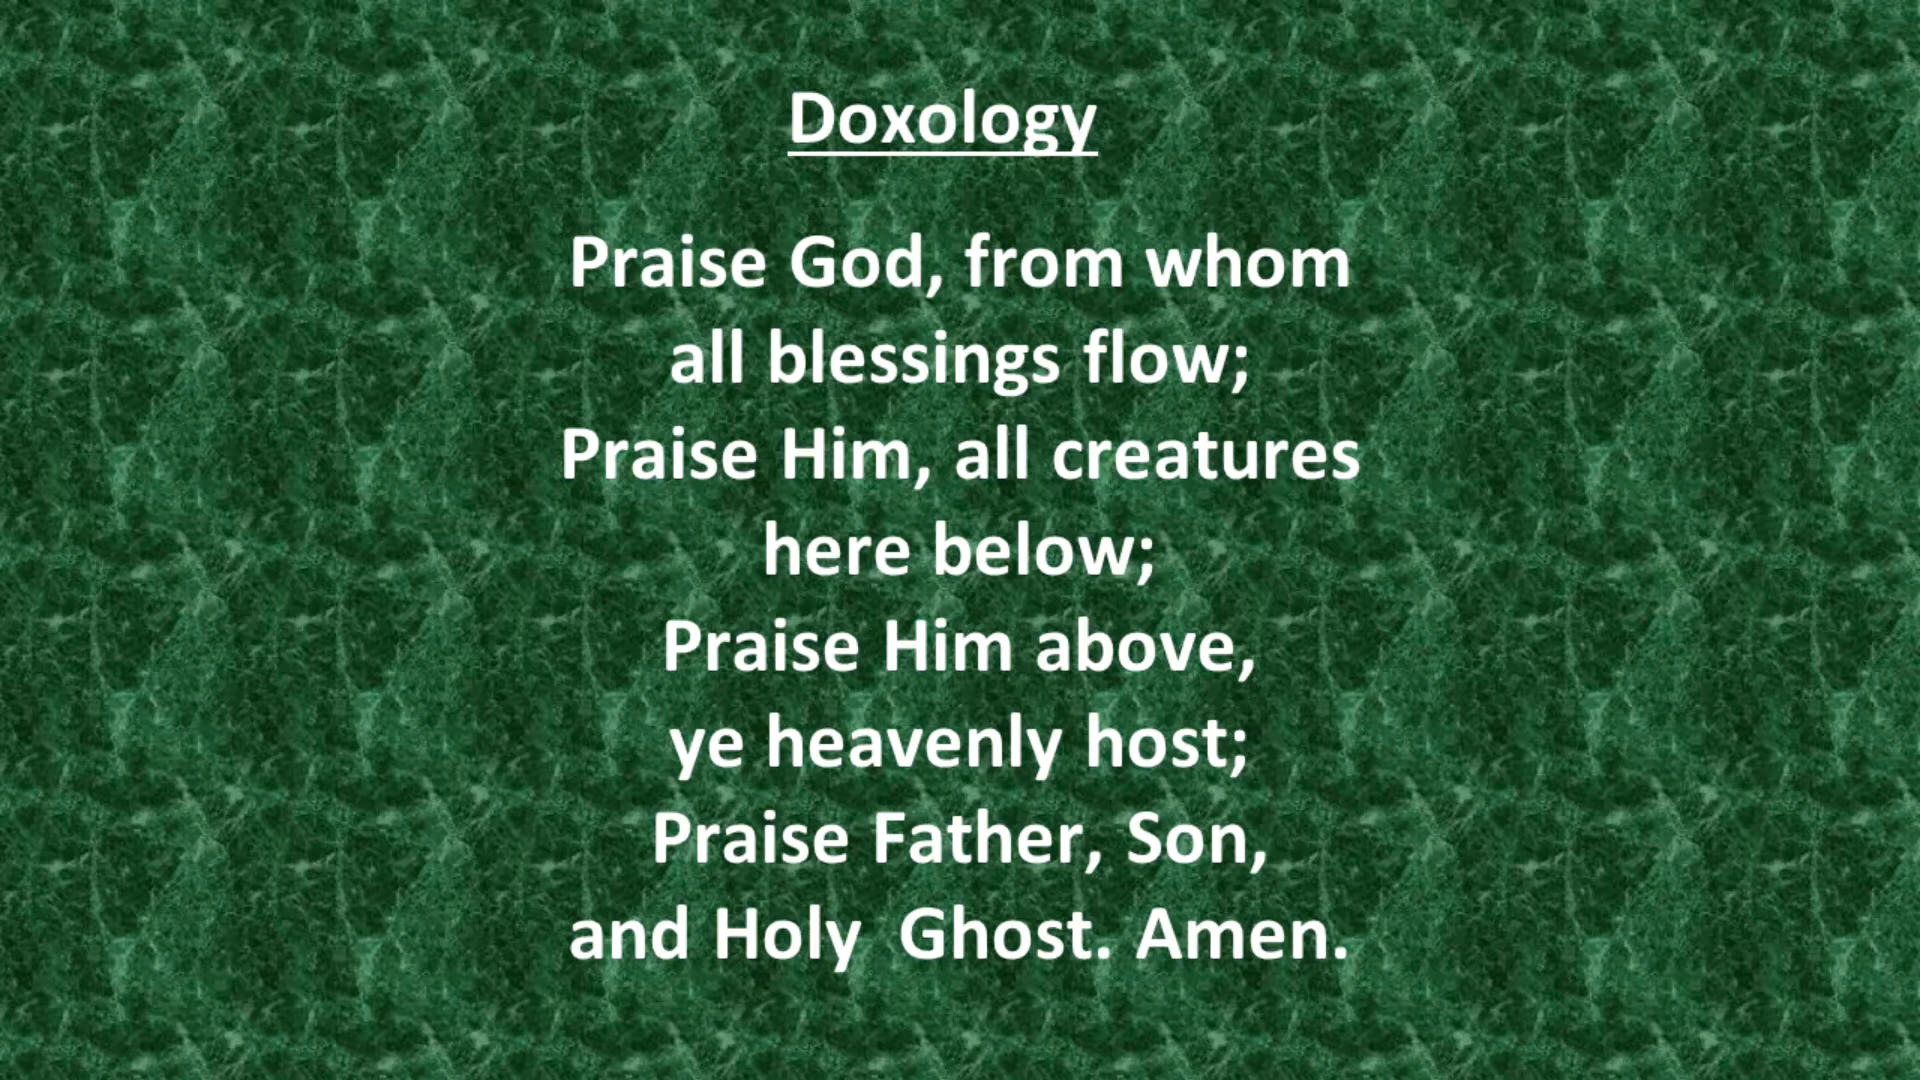 Doxology
Praise God, from whom
all blessings flow;
Praise Him, all creatures
here below;
Praise Him above,
ye heavenly host;
Praise Father, Son,
and Holy  Ghost. Amen.